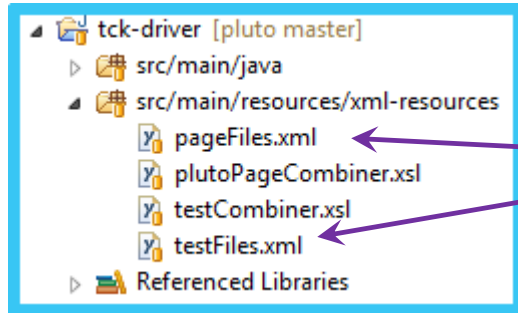 tck-driver [pluto master]
src/main/java
src/main/resources/xml-resources
pageFiles.xml
plutoPageCombiner.xsl
testCombiner.xsl
testFiles.xml
Referenced Libraries